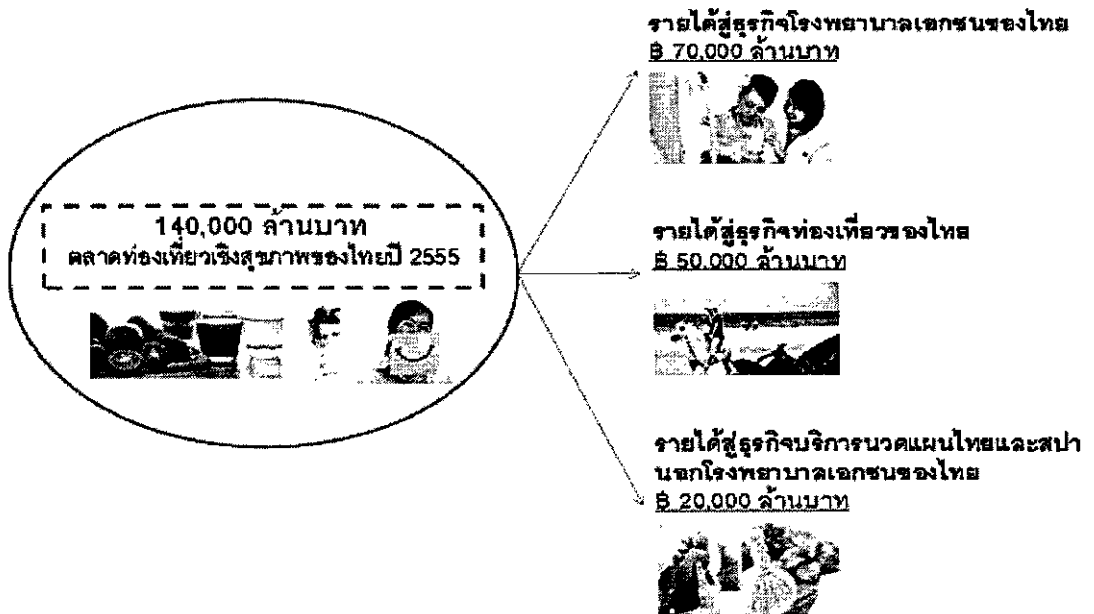 รายได้สู่ธุรกิจโรงพยาบาลเอกชนของไทย
฿ 70,000 ล้านบาท
140,000 ล้านบาท
ตลาดท่องเที่ยวเชิงสุขภาพของไทยปี 2555
รายได้สู่ธุรกิจท่องเที่ยวของไทย
฿ 50,000 ล้านบาท
รายได้สู่ธุรกิจบริการนวดแผนไทยและสปา
นอกโรงพยาบาลเอกชนของไทย
฿ 20,000 ล้านบาท